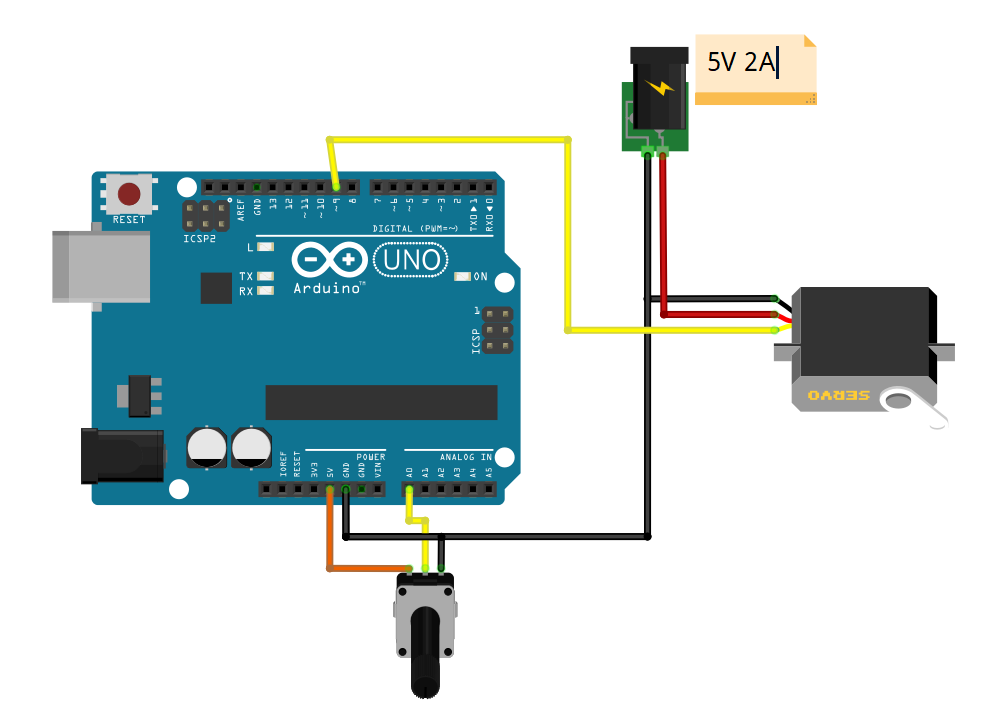 5V 2A
RESET
ICSP2
AREF
GND
13
12
~11
~10
~9
8
7
~6
~5
4
~3
2
TX0▶1
RX0◀0
DIGITAL (PWM=~)
L
TX
RX
UNO
ON
Arduino™
1
ICSP
SERVO
POWER
ANALOG IN
IOREF
RESET
3V3
5V
GND
GND
VIN
A0
A1
A2
A3
A4
A5